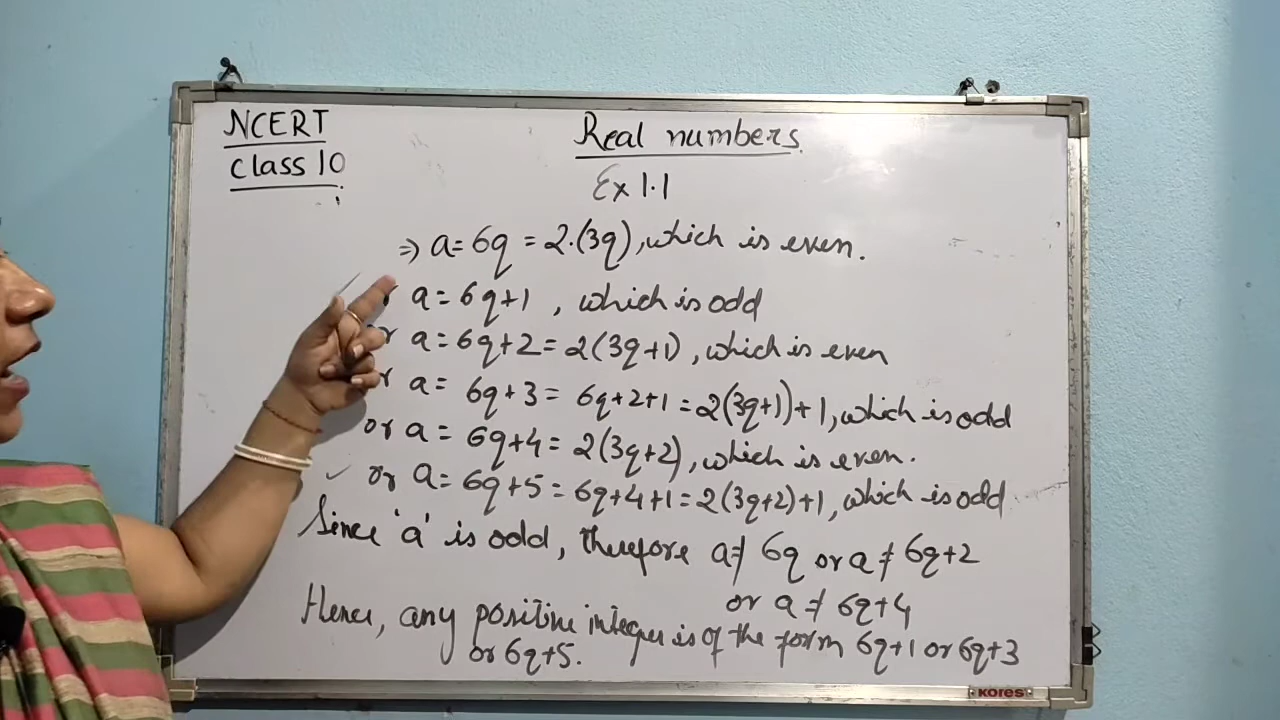 NCERT
Class 10
Real numbers
Ex 1.1
⇒ a = 6q = 2.(3q), which is even.
r a = 6q+1 , which is odd
or a = 6q+2 = 2(3q+1), which is even
r a = 6q+3 = 6q+2+1 = 2(3q+1)+1, which is odd
or a = 6q+4 = 2(3q+2), which is even.
✓ or a = 6q+5 = 6q+4+1 = 2(3q+2)+1, which is odd
Since 'a' is odd, therefore a ≠ 6q or a ≠ 6q+2
or a ≠ 6q+4
Hence, any positive integer is of the form 6q+1 or 6q+3
or 6q+5.
KORES